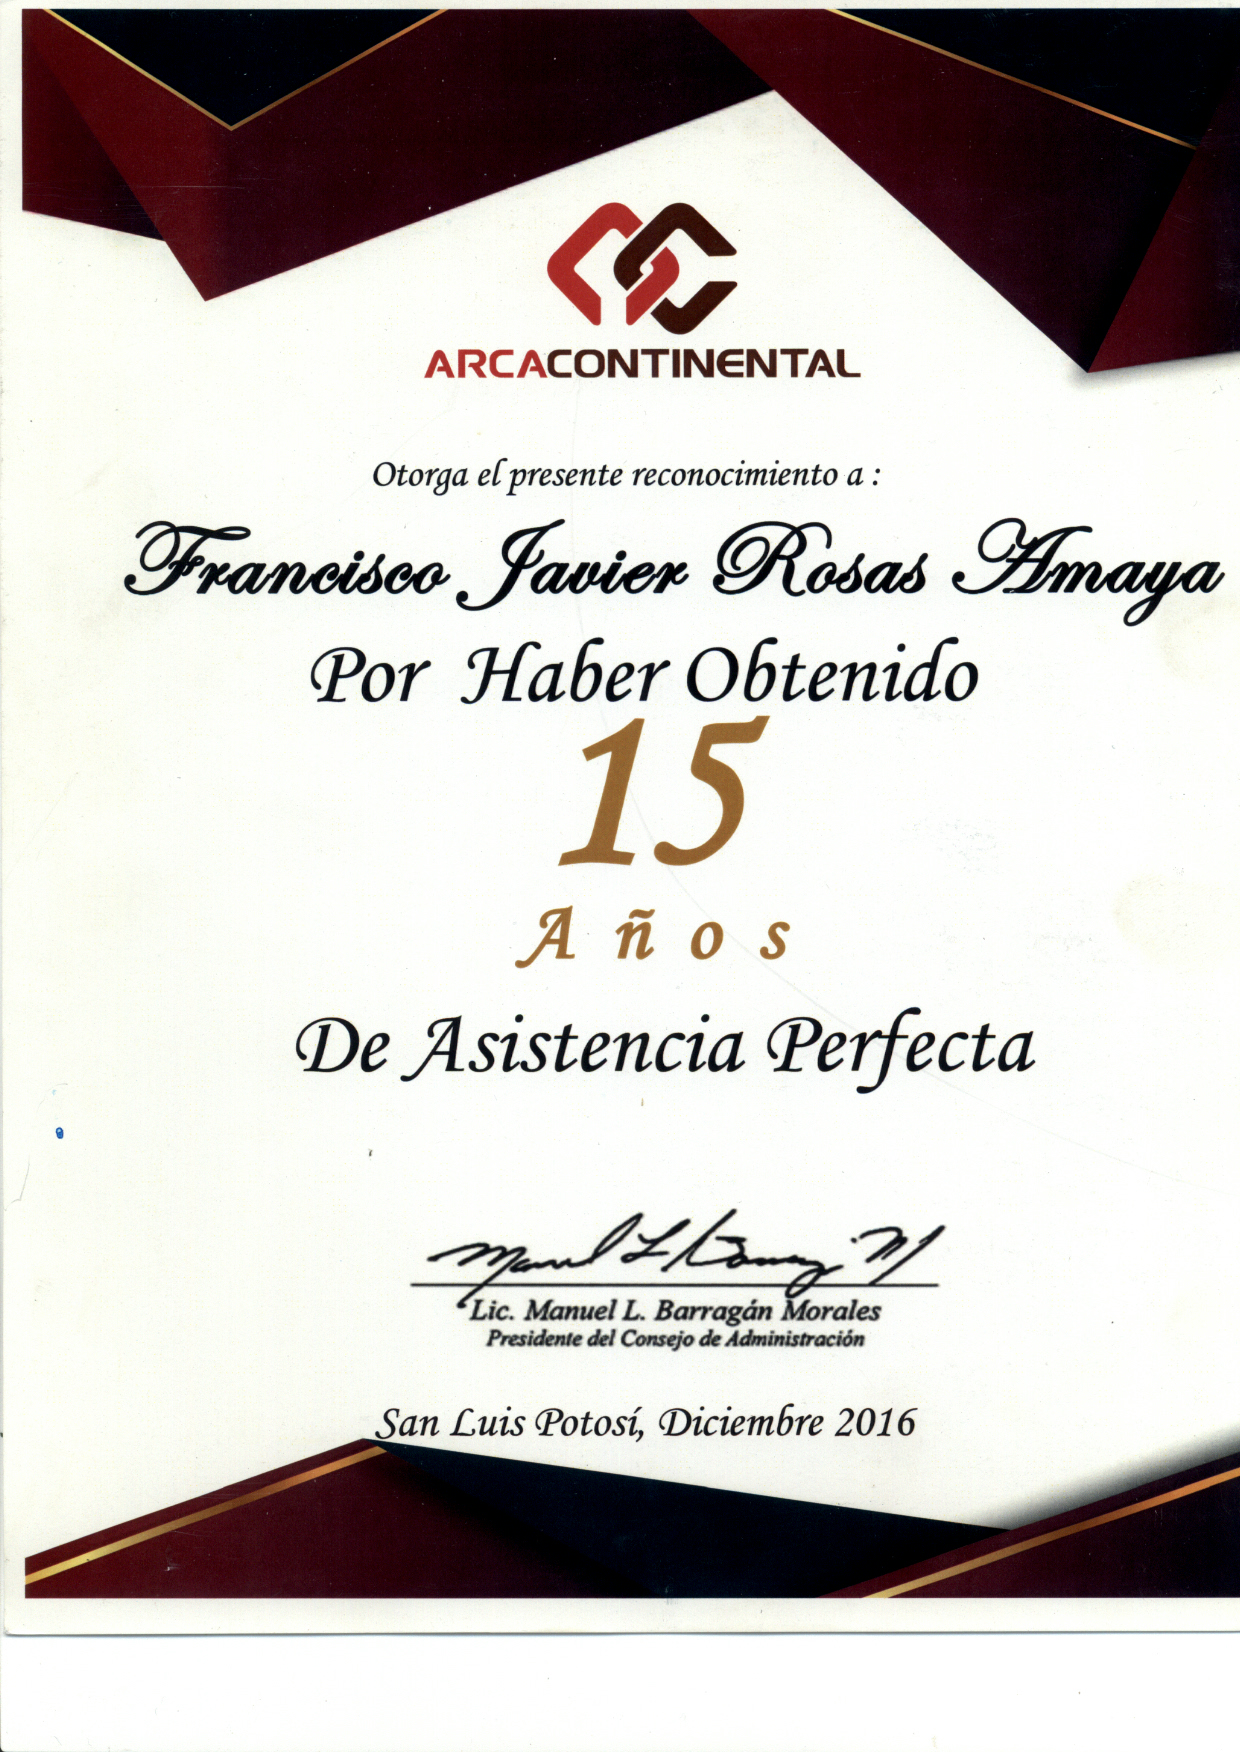 ARCACONTINENTAL
Otorga el presente reconocimiento a :
Francisco Javier Rosas Amaya
Por Haber Obtenido
15
Años
De Asistencia Perfecta
Lic. Manuel L. Barragán Morales
Presidente del Consejo de Administración
San Luis Potosí, Diciembre 2016